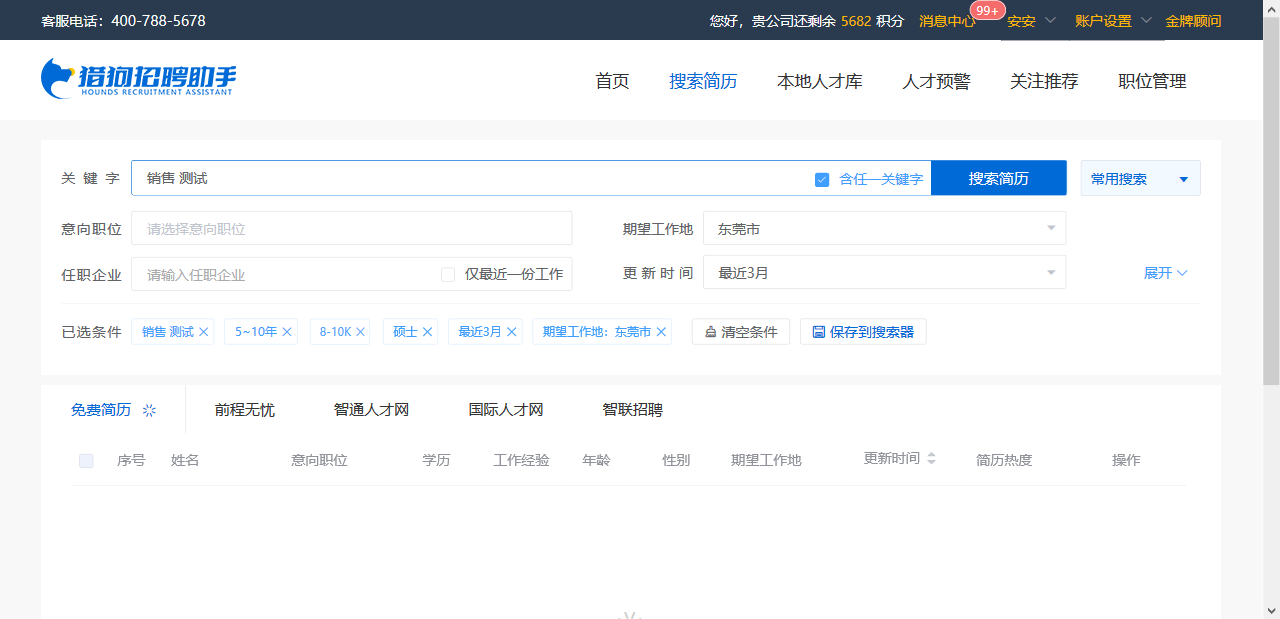 客服电话：400-788-5678 您好，贵公司还剩余 5682 积分 消息中心 99+ 安安 账户设置 金牌顾问
猎狗招聘助手 首页 搜索简历 本地人才库 人才预警 关注推荐 职位管理
HOUNDS RECRUITMENT ASSISTANT
关键字 销售 测试 含任一关键字 搜索简历 常用搜索
意向职位 请选择意向职位 期望工作地 东莞市
任职企业 请输入任职企业 仅最近一份工作 更新时间 最近3月 展开
已选条件 销售 测试 5~10年 8-10K 硕士 最近3月 期望工作地：东莞市 清空条件 保存到搜索器
免费简历 前程无忧 智通人才网 国际人才网 智联招聘
序号 姓名 意向职位 学历 工作经验 年龄 性别 期望工作地 更新时间 简历热度 操作